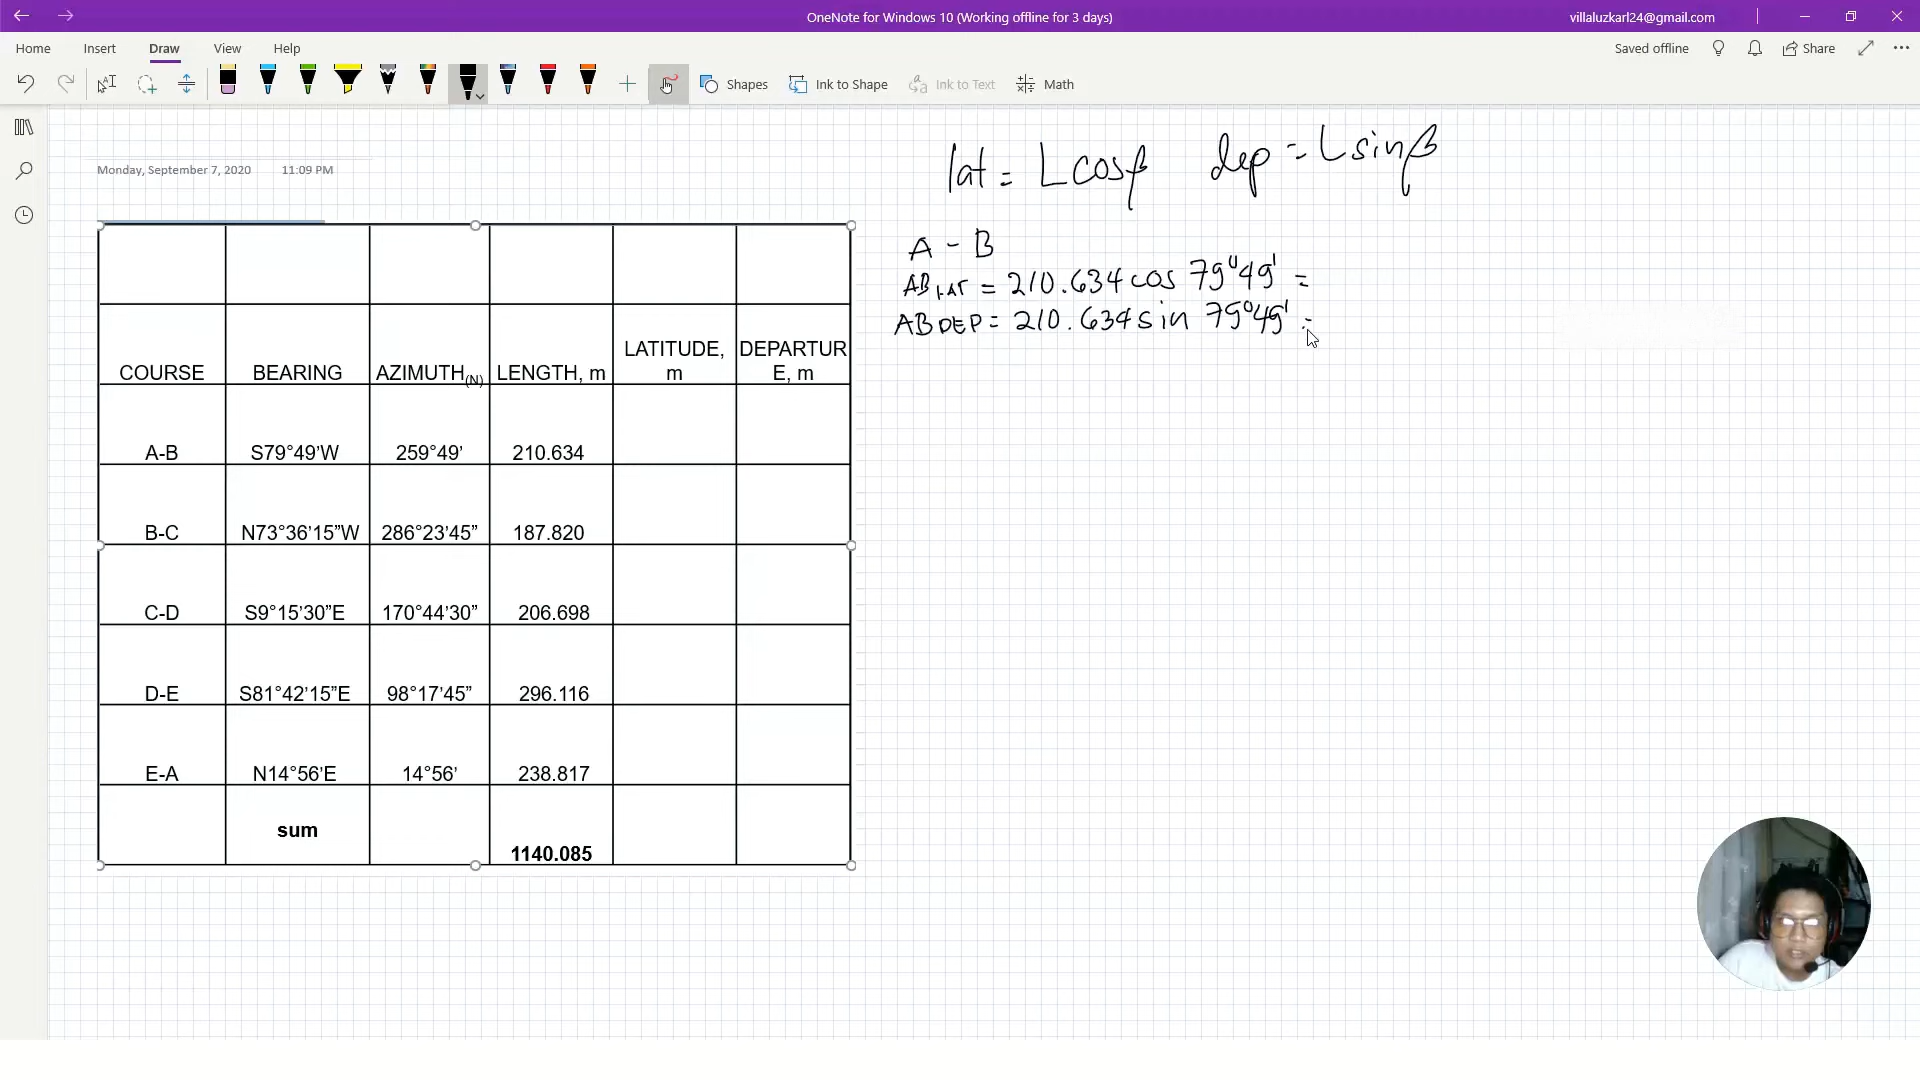 OneNote for Windows 10 (Working offline for 3 days)
villaluzkarl24@gmail.com
Home Insert Draw View Help
Saved offline
Share
Shapes
Ink to Shape
Ink to Text
Math
Monday, September 7, 2020 11:09 PM
lat = L cosβ dep = L sinβ
A - B
AB LAT = 210.634 cos 79°49' =
AB DEP = 210.634 sin 79°49' =
COURSE BEARING AZIMUTH(N) LENGTH, m LATITUDE, m DEPARTURE, m
A-B S79°49’W 259°49’ 210.634
B-C N73°36’15”W 286°23’45” 187.820
C-D S9°15’30”E 170°44’30” 206.698
D-E S81°42’15”E 98°17’45” 296.116
E-A N14°56’E 14°56’ 238.817
sum 1140.085